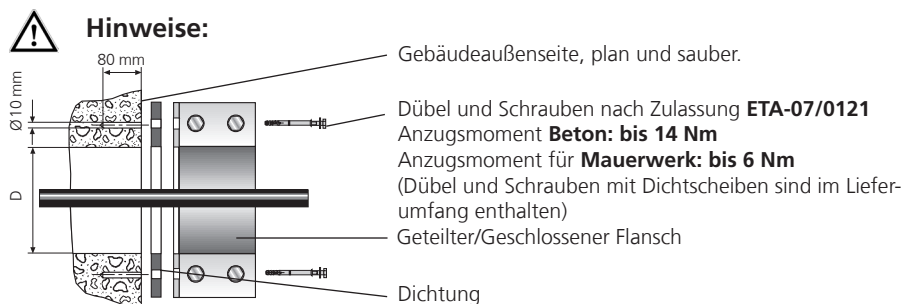 Hinweise:
80 mm
Ø10 mm
D
Gebäudeaußenseite, plan und sauber.
Dübel und Schrauben nach Zulassung ETA-07/0121
Anzugsmoment Beton: bis 14 Nm
Anzugsmoment für Mauerwerk: bis 6 Nm
(Dübel und Schrauben mit Dichtscheiben sind im Liefer-
umfang enthalten)
Geteilter/Geschlossener Flansch
Dichtung